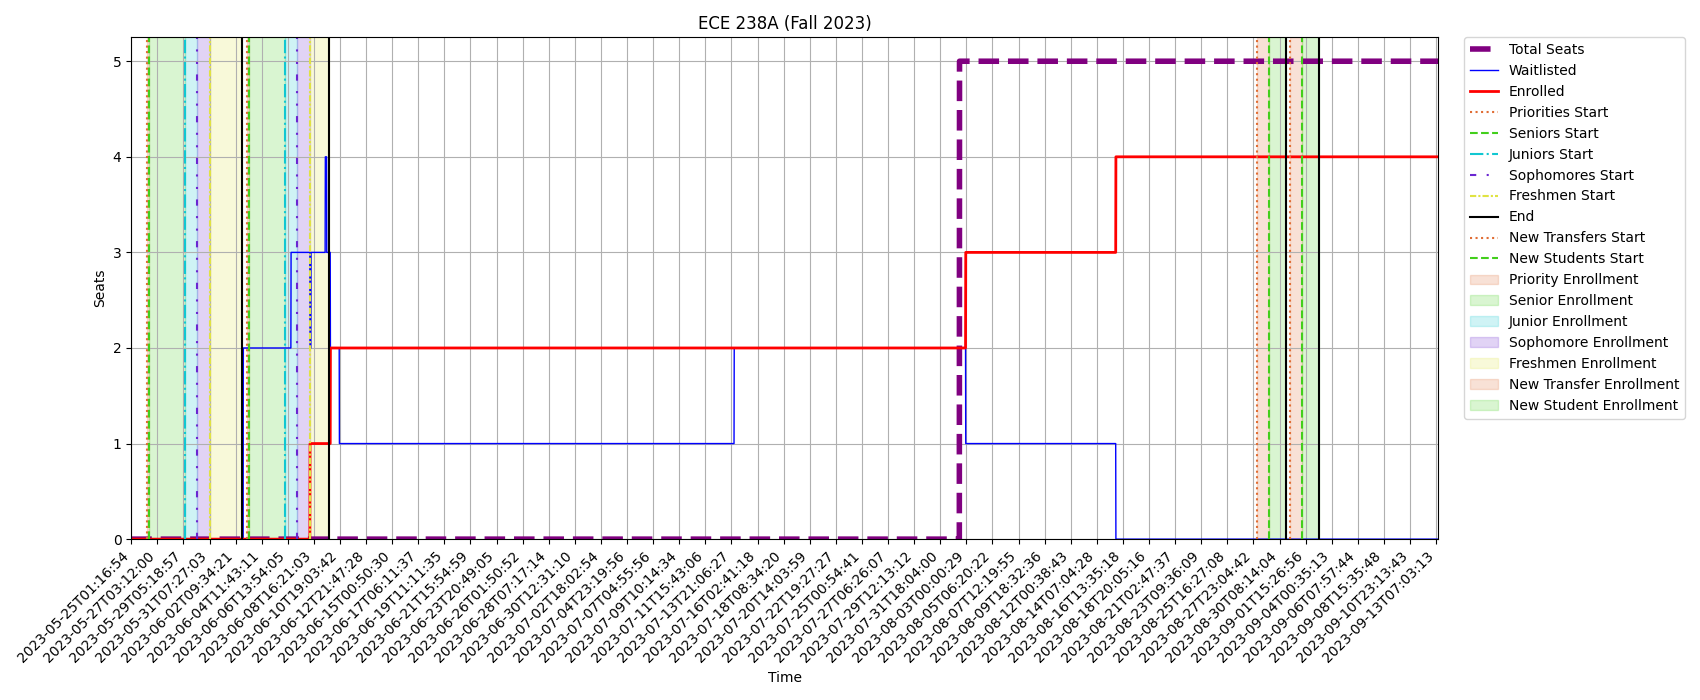 ECE 238A (Fall 2023)
Seats
5
4
3
2
1
0
2023-05-25T01:16:54
2023-05-27T03:12:00
2023-05-29T05:18:57
2023-05-31T07:27:03
2023-06-02T09:34:21
2023-06-04T11:43:11
2023-06-06T13:54:05
2023-06-08T16:21:03
2023-06-10T19:03:42
2023-06-12T21:47:28
2023-06-15T00:50:30
2023-06-17T06:11:37
2023-06-19T11:11:35
2023-06-21T15:54:59
2023-06-23T20:49:05
2023-06-26T01:50:52
2023-06-28T07:17:14
2023-06-30T12:31:10
2023-07-02T18:02:54
2023-07-04T23:19:56
2023-07-07T04:55:56
2023-07-09T10:14:34
2023-07-11T15:43:06
2023-07-13T21:06:27
2023-07-16T02:41:18
2023-07-18T08:34:20
2023-07-20T14:03:59
2023-07-22T19:27:27
2023-07-25T00:54:41
2023-07-27T06:26:07
2023-07-29T12:13:12
2023-07-31T18:04:00
2023-08-03T00:00:29
2023-08-05T06:20:22
2023-08-07T12:19:55
2023-08-09T18:32:36
2023-08-12T00:38:43
2023-08-14T07:04:28
2023-08-16T13:35:18
2023-08-18T20:05:16
2023-08-21T02:47:37
2023-08-23T09:36:09
2023-08-25T16:27:08
2023-08-27T23:04:42
2023-08-30T08:14:04
2023-09-01T15:26:56
2023-09-04T00:35:13
2023-09-06T07:57:44
2023-09-08T15:35:48
2023-09-10T23:13:43
2023-09-13T07:03:13
Time
Total Seats
Waitlisted
Enrolled
Priorities Start
Seniors Start
Juniors Start
Sophomores Start
Freshmen Start
End
New Transfers Start
New Students Start
Priority Enrollment
Senior Enrollment
Junior Enrollment
Sophomore Enrollment
Freshmen Enrollment
New Transfer Enrollment
New Student Enrollment